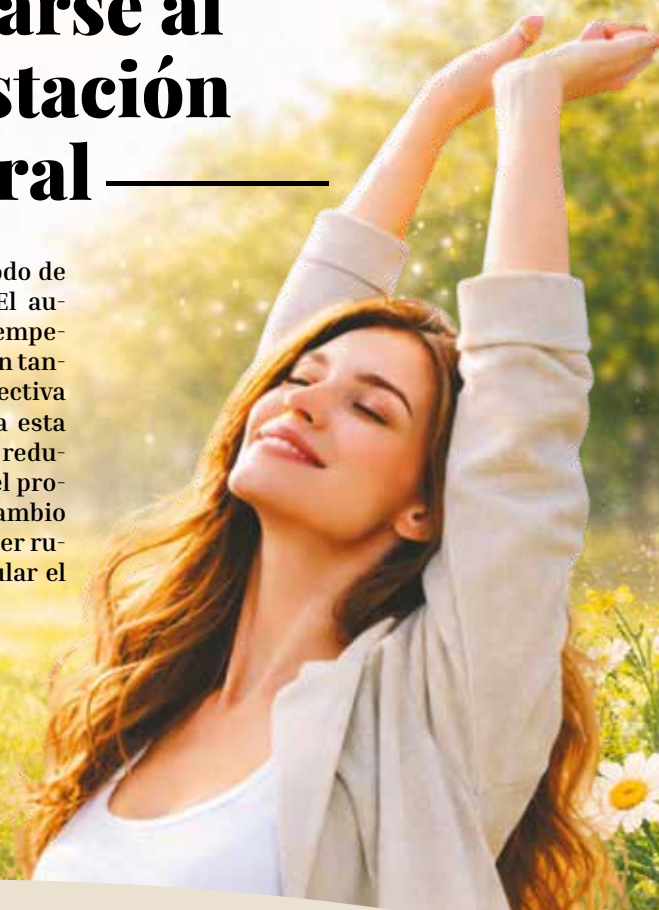 arse al
stación
ral
odo de
El au-
empe-
n tan-
ectiva
a esta
redu-
el pro-
ambio
er ru-
ular el